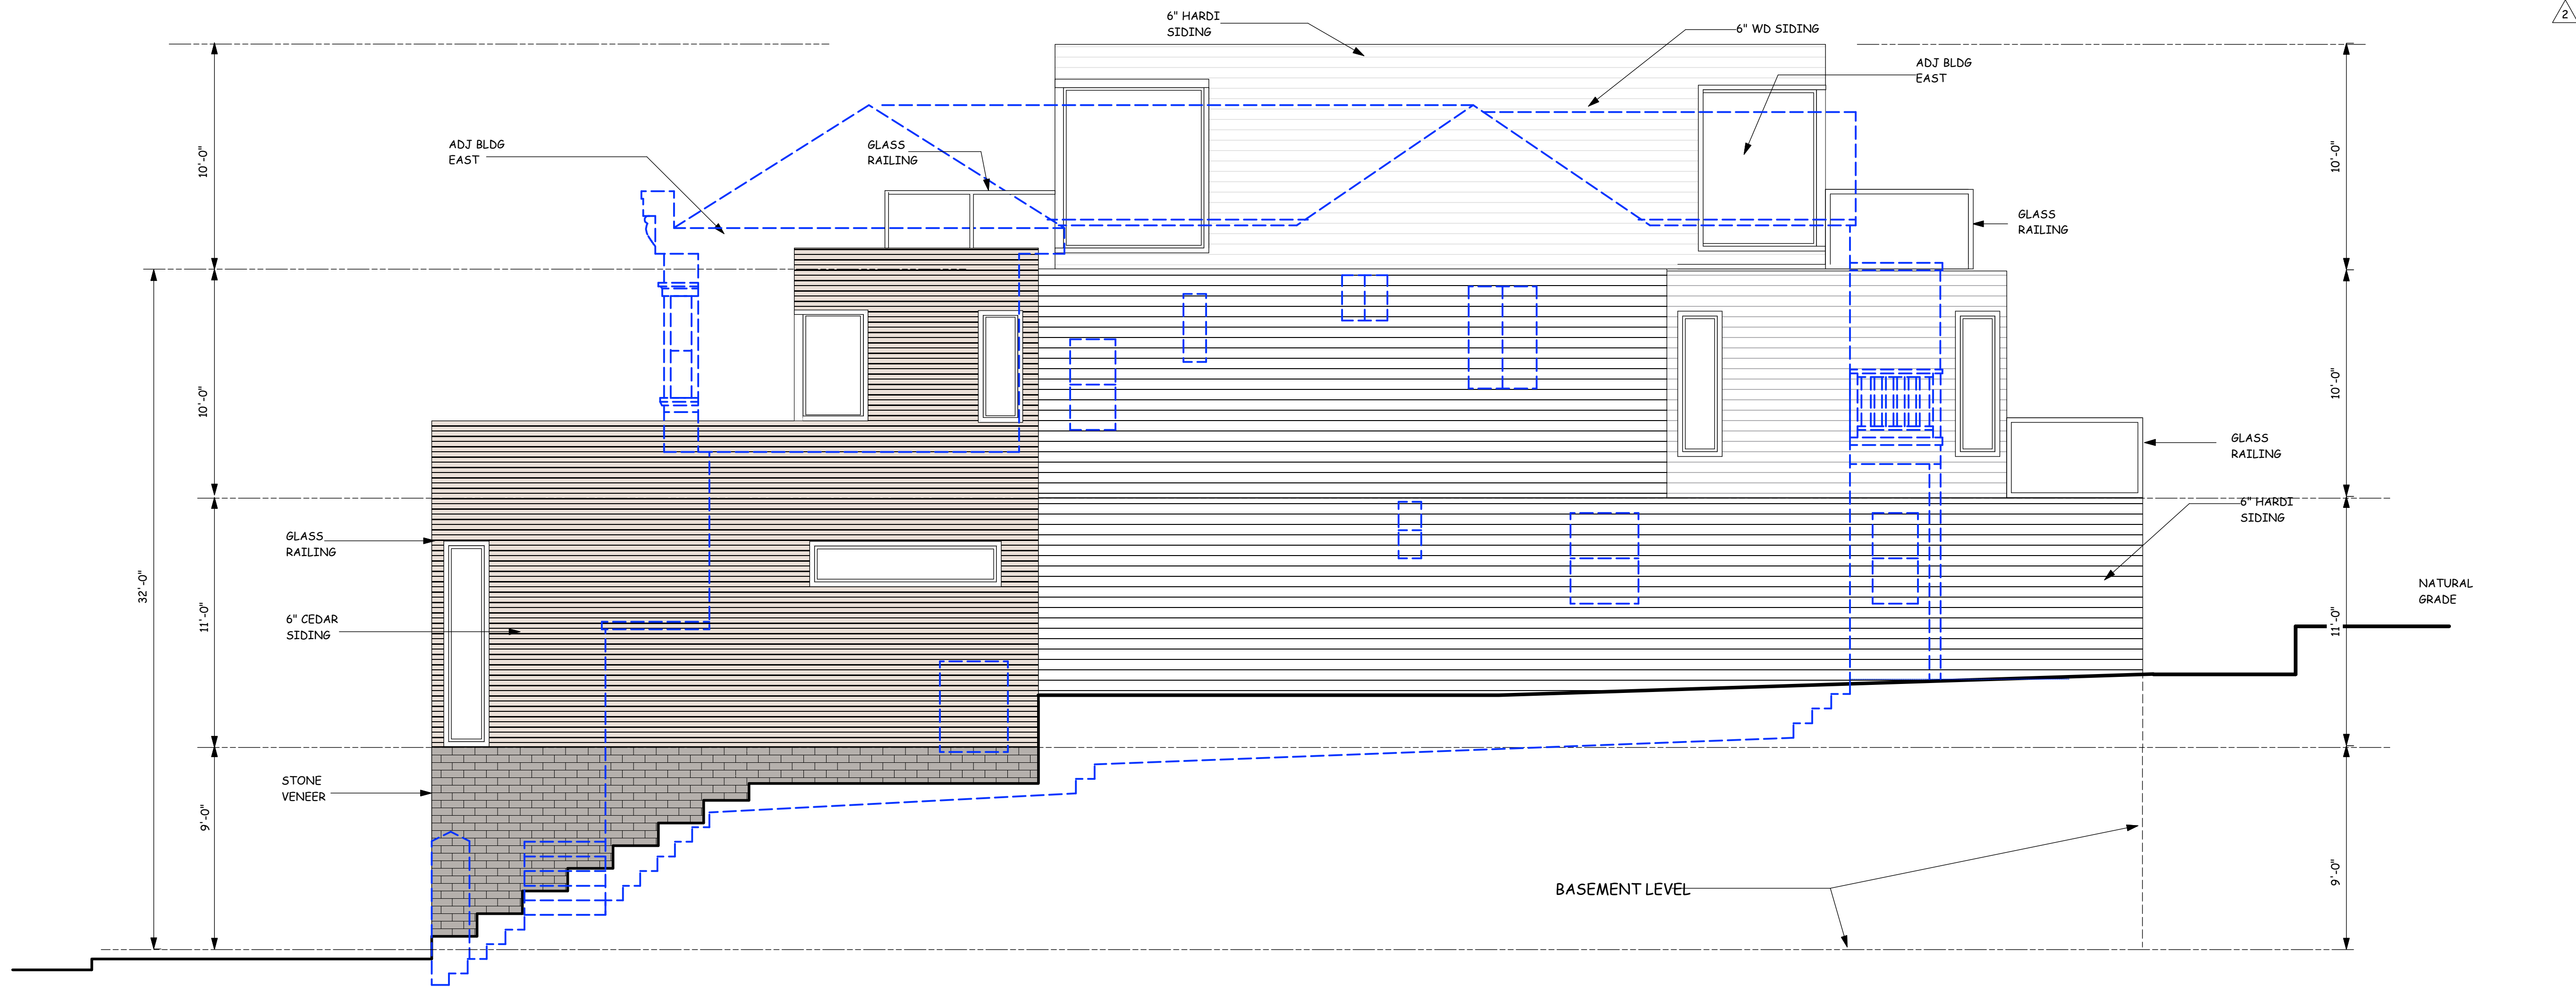 2
6" HARDI
SIDING
6" WD SIDING
ADJ BLDG
EAST
ADJ BLDG
EAST
GLASS
RAILING
10'-0"
10'-0"
GLASS
RAILING
10'-0"
10'-0"
GLASS
RAILING
6" HARDI
SIDING
GLASS
RAILING
32'-0"
11'-0"
11'-0"
NATURAL
GRADE
6" CEDAR
SIDING
STONE
VENEER
9'-0"
9'-0"
BASEMENT LEVEL